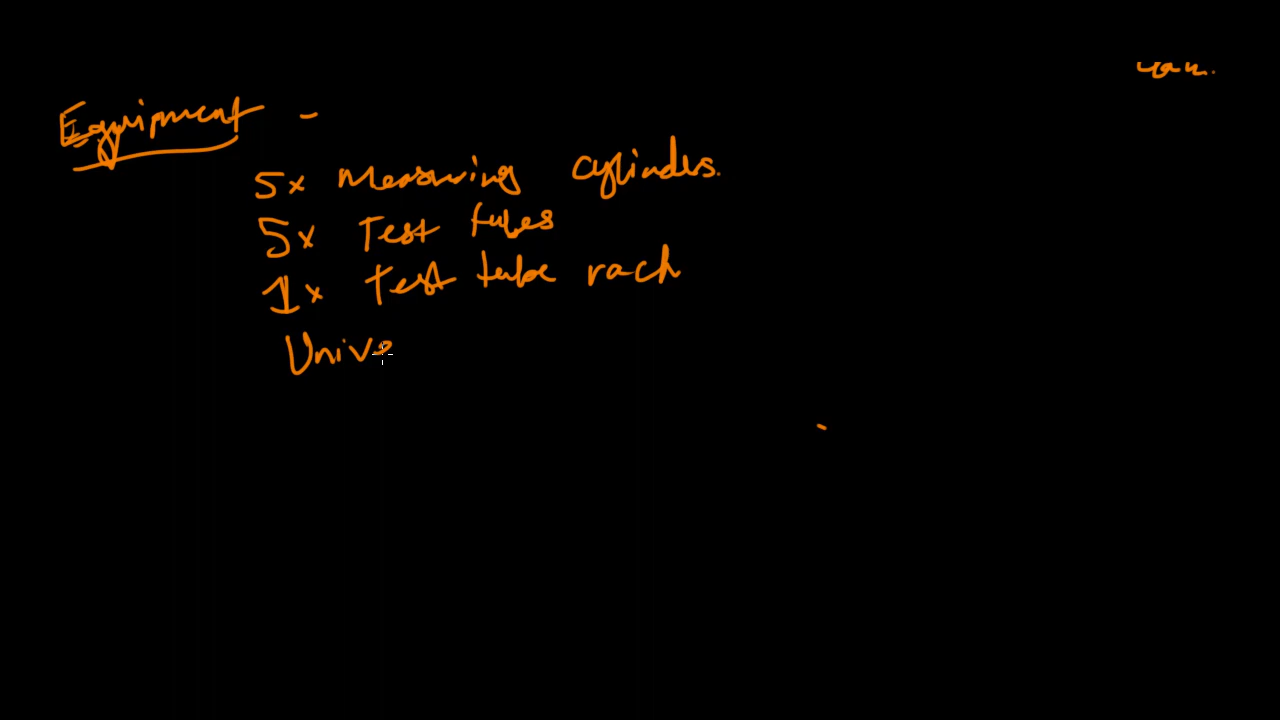 Equipment -
5x Measuring cylinders.
5x Test tubes
1x Test tube rack
Unive